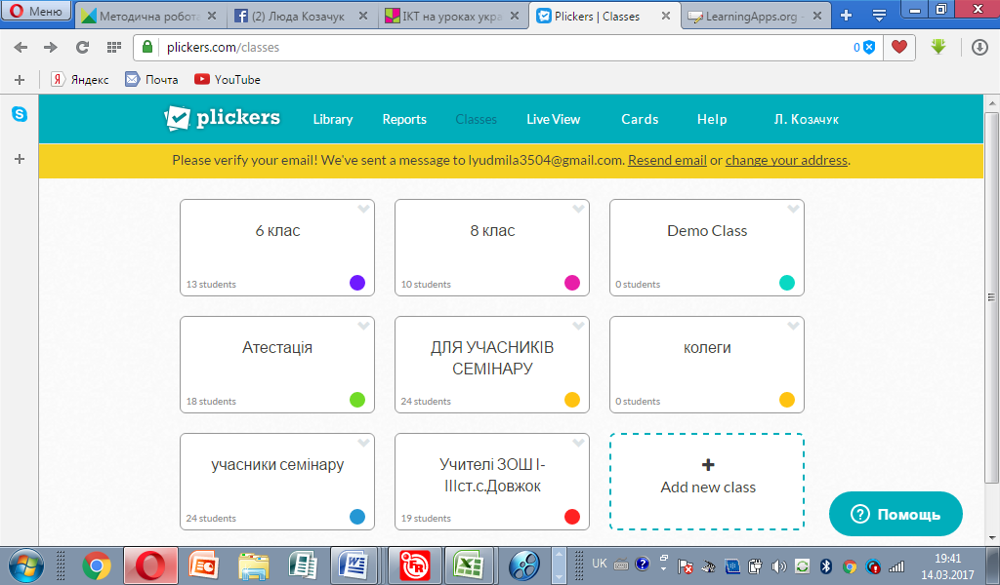 Меню
Методична робота
(2) Люда Козачук
ІКТ на уроках укра
Plickers | Classes
LearningApps.org -
plickers.com/classes
0
Яндекс
Почта
YouTube
plickers
Library
Reports
Classes
Live View
Cards
Help
Л. Козачук
Please verify your email! We've sent a message to lyudmila3504@gmail.com. Resend email or change your address.
6 клас
13 students
8 клас
10 students
Demo Class
0 students
Атестація
18 students
ДЛЯ УЧАСНИКІВ
СЕМІНАРУ
24 students
колеги
0 students
учасники семінару
24 students
Учителі ЗОШ І-
ІІІст.с.Довжок
19 students
Add new class
Помощь
UK
19:41
14.03.2017